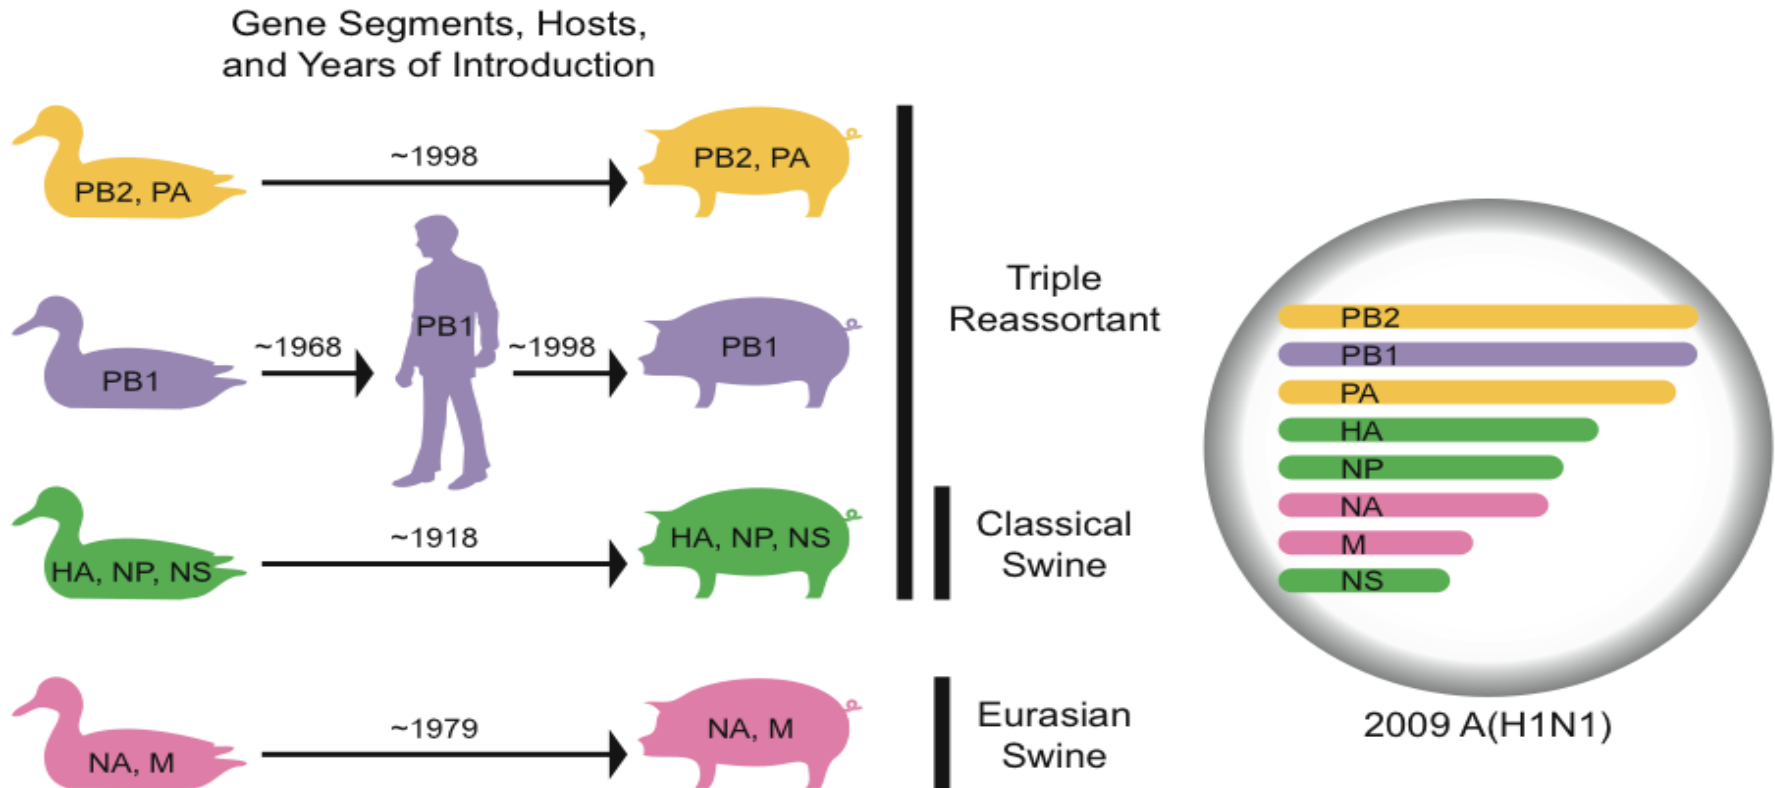 Gene Segments, Hosts,
and Years of Introduction
PB2, PA
~1998
PB2, PA
PB1
~1968
PB1
~1998
PB1
Triple
Reassortant
HA, NP, NS
~1918
HA, NP, NS
Classical
Swine
NA, M
~1979
NA, M
Eurasian
Swine
PB2
PB1
PA
HA
NP
NA
M
NS
2009 A(H1N1)